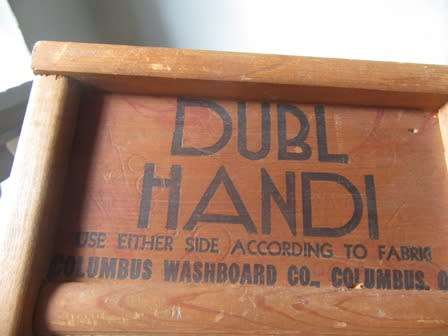 DUBL
HANDI
USE EITHER SIDE ACCORDING TO FABRIC
COLUMBUS WASHBOARD CO., COLUMBUS, O